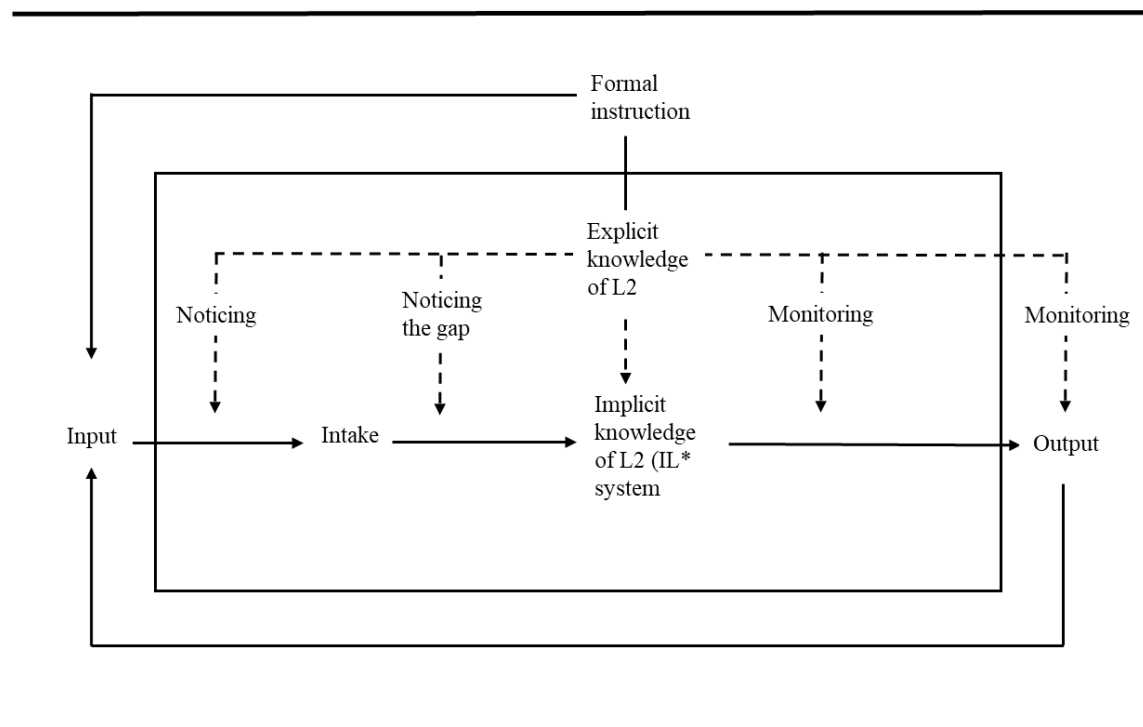 Formal
instruction
Explicit
knowledge
of L2
Noticing
Noticing
the gap
Monitoring
Monitoring
Input
Intake
Implicit
knowledge
of L2 (IL*
system
Output